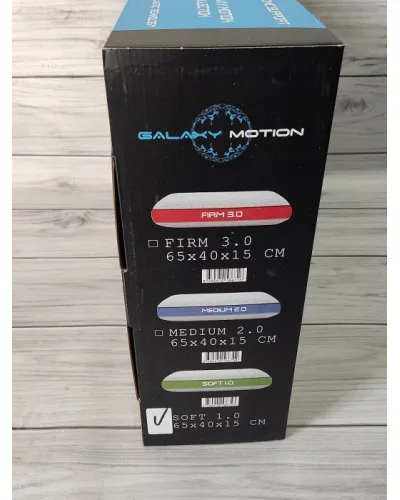 GALAXY MOTION
FIRM 3.0
FIRM 3.0
65x40x15 CM
MEDIUM 2.0
MEDIUM 2.0
65x40x15 CM
SOFT 1.0
SOFT 1.0
65x40x15 CM